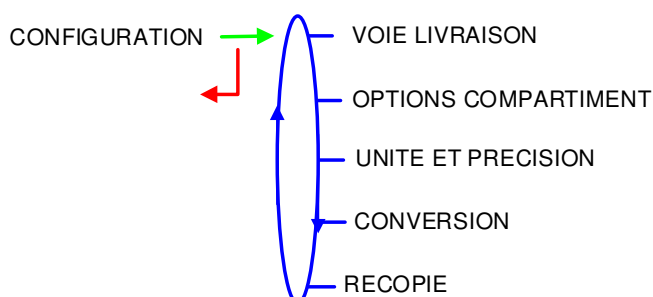 CONFIGURATION
VOIE LIVRAISON
OPTIONS COMPARTIMENT
UNITE ET PRECISION
CONVERSION
RECOPIE